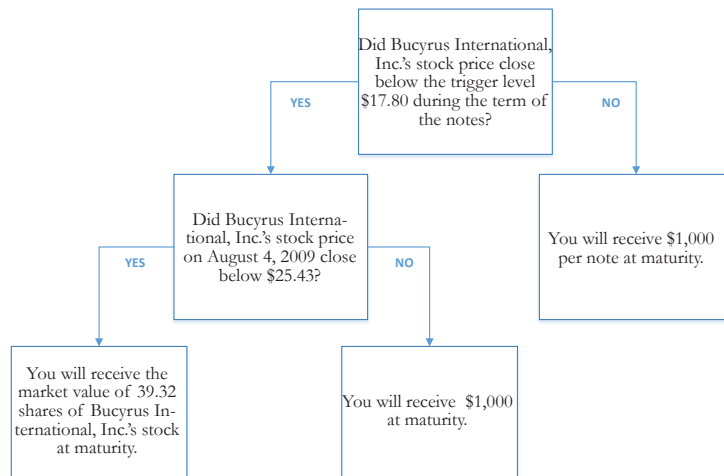 Did Bucyrus International,
Inc.'s stock price close
below the trigger level
$17.80 during the term of
the notes?
YES
NO
Did Bucyrus Interna-
tional, Inc.'s stock price
on August 4, 2009 close
below $25.43?
You will receive $1,000
per note at maturity.
YES
NO
You will receive the
market value of 39.32
shares of Bucyrus In-
ternational, Inc.'s stock
at maturity.
You will receive  $1,000
at maturity.